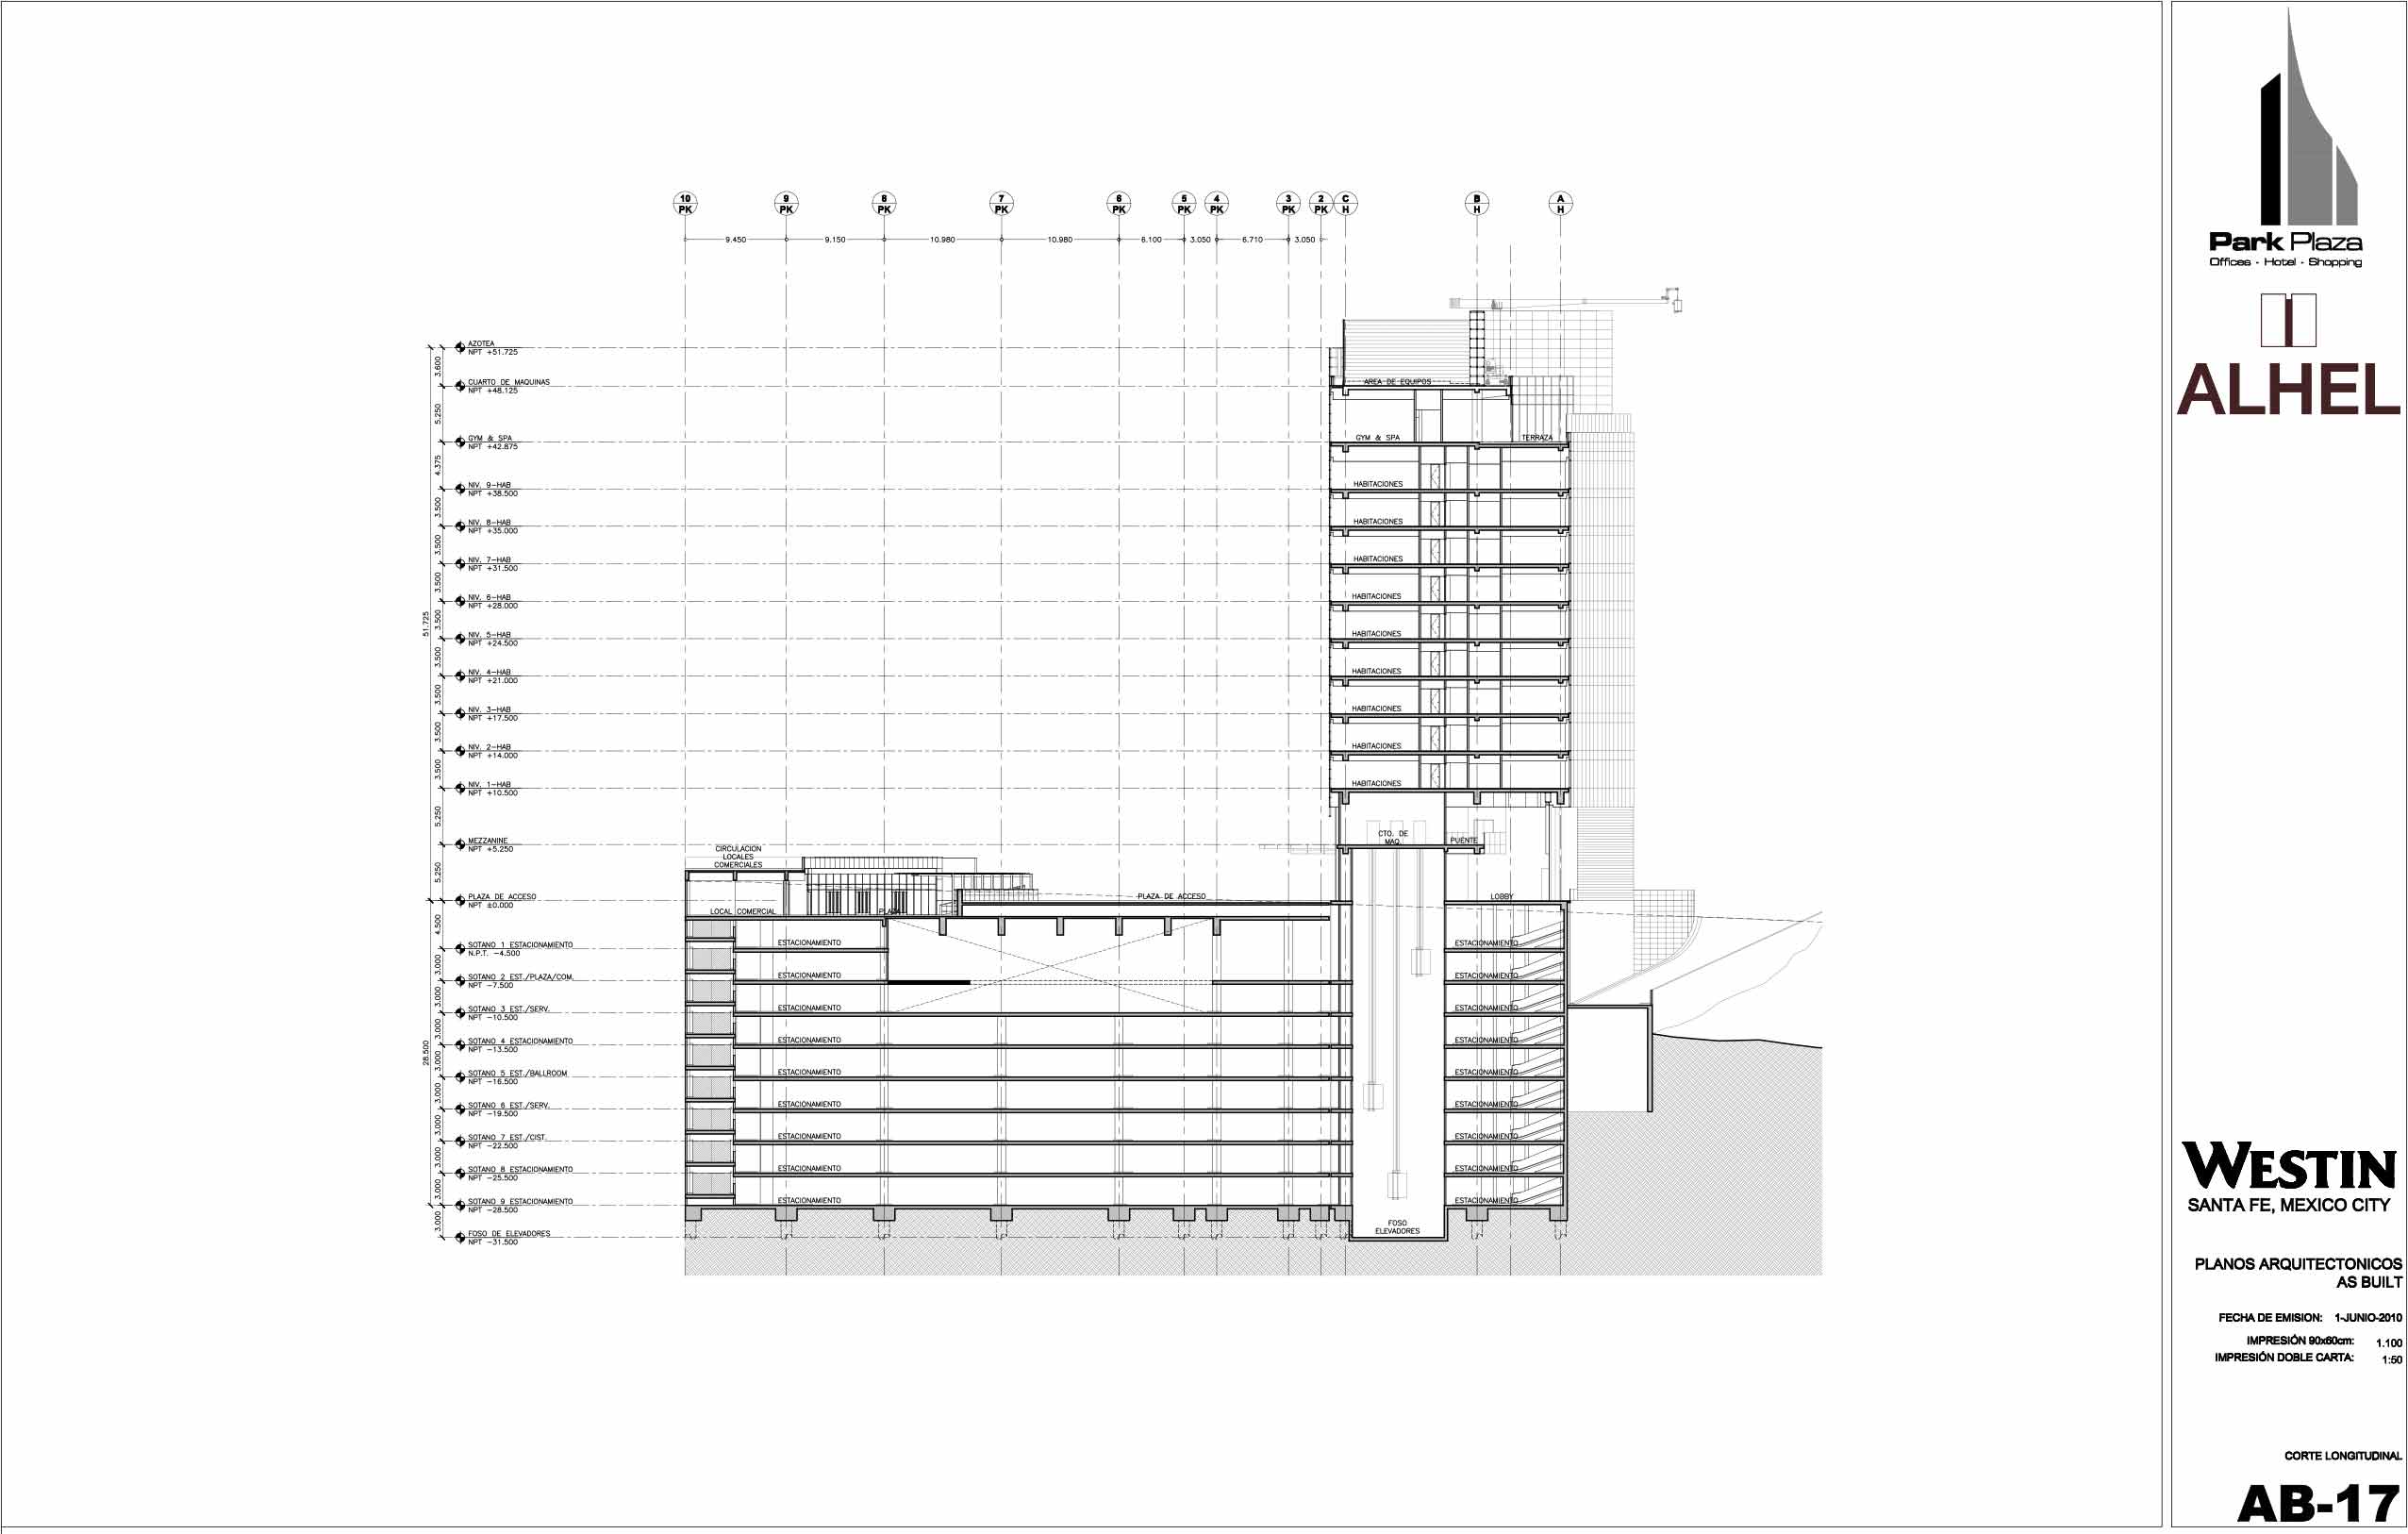 10 9 8 7 6 5 4 3 2 C B A
PK PK PK PK PK PK PK PK PK H H H
9.450 9.150 10.980 10.980 6.100 3.050 6.710 3.050
AZOTEA
NPT +51.725
3.600
CUARTO DE MAQUINAS
NPT +48.125
AREA DE EQUIPOS
5.250
GYM & SPA
NPT +42.875
GYM & SPA
TERRAZA
4.375
NIV. 9-HAB
NPT +38.500
HABITACIONES
3.500
NIV. 8-HAB
NPT +35.000
HABITACIONES
3.500
NIV. 7-HAB
NPT +31.500
HABITACIONES
3.500
NIV. 6-HAB
NPT +28.000
HABITACIONES
51.725
3.500
NIV. 5-HAB
NPT +24.500
HABITACIONES
3.500
NIV. 4-HAB
NPT +21.000
HABITACIONES
3.500
NIV. 3-HAB
NPT +17.500
HABITACIONES
3.500
NIV. 2-HAB
NPT +14.000
HABITACIONES
3.500
NIV. 1-HAB
NPT +10.500
HABITACIONES
5.250
MEZZANINE
NPT +5.250
CTO. DE
MAQ.
PUENTE
CIRCULACION
LOCALES
COMERCIALES
5.250
PLAZA DE ACCESO
NPT ±0.000
PLAZA DE ACCESO
LOBBY
LOCAL COMERCIAL
PLAZA
4.500
SOTANO 1 ESTACIONAMIENTO
N.P.T. -4.500
ESTACIONAMIENTO
ESTACIONAMIENTO
3.000
SOTANO 2 EST./PLAZA/COM.
NPT -7.500
ESTACIONAMIENTO
ESTACIONAMIENTO
3.000
SOTANO 3 EST./SERV.
NPT -10.500
ESTACIONAMIENTO
ESTACIONAMIENTO
3.000
SOTANO 4 ESTACIONAMIENTO
NPT -13.500
ESTACIONAMIENTO
ESTACIONAMIENTO
28.500
3.000
SOTANO 5 EST./BALLROOM
NPT -16.500
ESTACIONAMIENTO
ESTACIONAMIENTO
3.000
SOTANO 6 EST./SERV.
NPT -19.500
ESTACIONAMIENTO
ESTACIONAMIENTO
3.000
SOTANO 7 EST./CIST.
NPT -22.500
ESTACIONAMIENTO
ESTACIONAMIENTO
3.000
SOTANO 8 ESTACIONAMIENTO
NPT -25.500
ESTACIONAMIENTO
ESTACIONAMIENTO
3.000
SOTANO 9 ESTACIONAMIENTO
NPT -28.500
ESTACIONAMIENTO
ESTACIONAMIENTO
3.000
FOSO DE ELEVADORES
NPT -31.500
FOSO
ELEVADORES
Park Plaza
Offices - Hotel - Shopping
ALHEL
WESTIN
SANTA FE, MEXICO CITY
PLANOS ARQUITECTONICOS
AS BUILT
FECHA DE EMISION: 1-JUNIO-2010
IMPRESIÓN 90x60cm: 1.100
IMPRESIÓN DOBLE CARTA: 1:50
CORTE LONGITUDINAL
AB-17